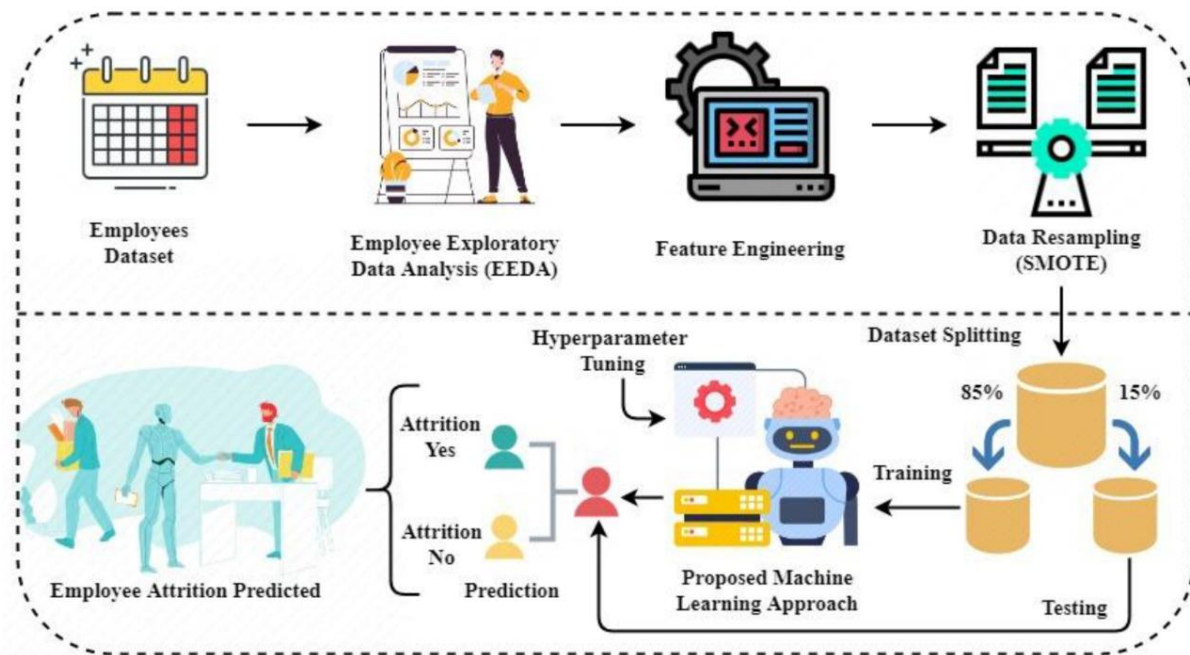 Employees
Dataset
Employee Exploratory
Data Analysis (EEDA)
Feature Engineering
Data Resampling
(SMOTE)
Dataset Splitting
85%
15%
Training
Testing
Hyperparameter
Tuning
Proposed Machine
Learning Approach
Attrition
Yes
Attrition
No
Prediction
Employee Attrition Predicted